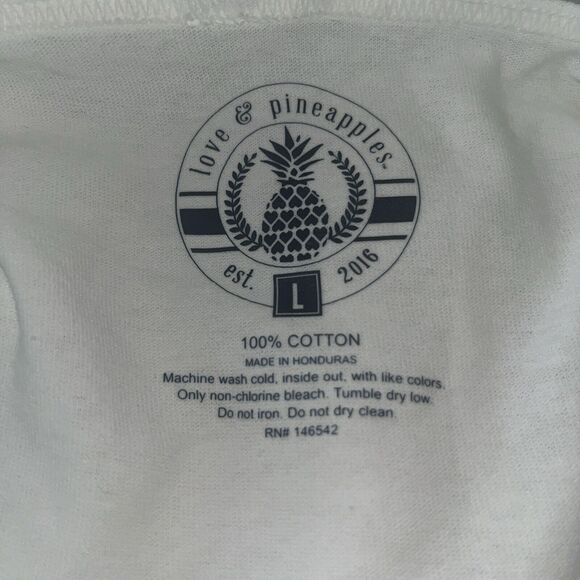 love & pineapples™
est. 2016
L
100% COTTON
MADE IN HONDURAS
Machine wash cold, inside out, with like colors.
Only non-chlorine bleach. Tumble dry low.
Do not iron. Do not dry clean.
RN# 146542